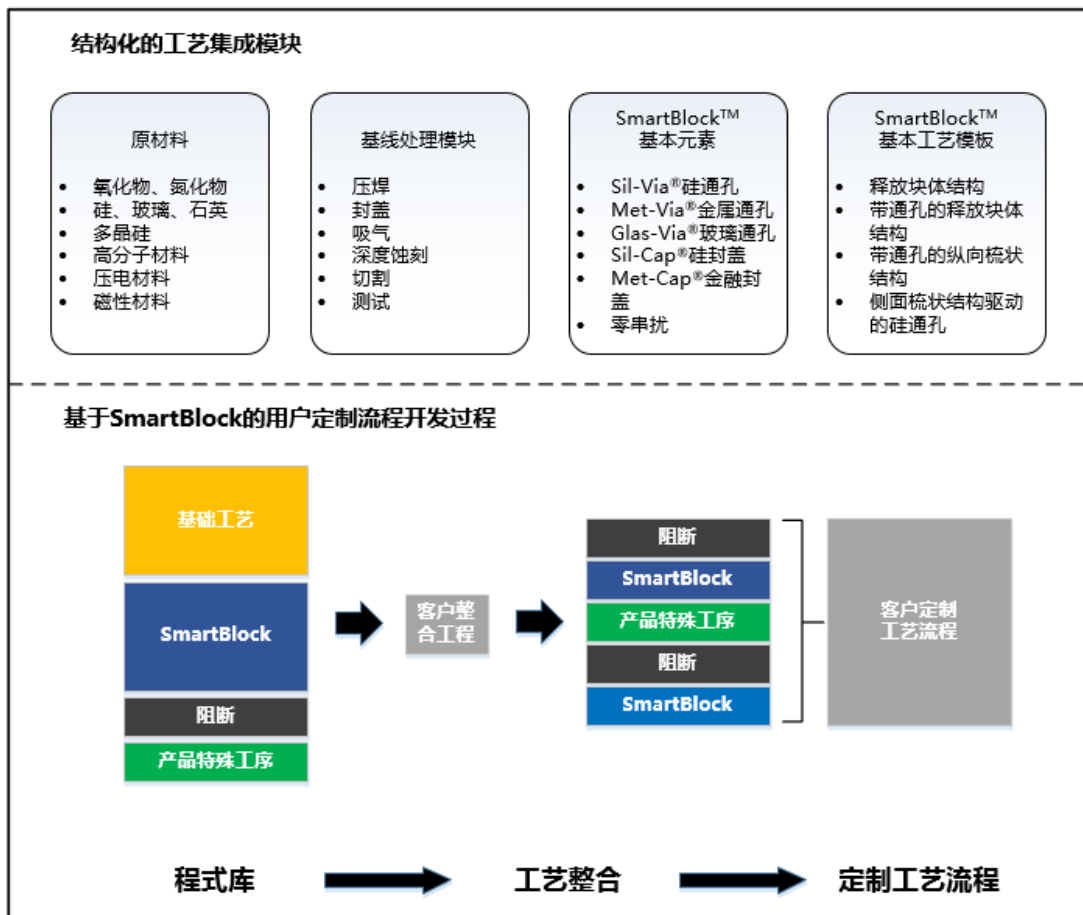 结构化的工艺集成模块
原材料
• 氧化物、氮化物
• 硅、玻璃、石英
• 多晶硅
• 高分子材料
• 压电材料
• 磁性材料
基线处理模块
• 压焊
• 封盖
• 吸气
• 深度蚀刻
• 切割
• 测试
SmartBlock™
基本元素
• Sil-Via®硅通孔
• Met-Via®金属通孔
• Glas-Via®玻璃通孔
• Sil-Cap®硅封盖
• Met-Cap®金融封
盖
• 零串扰
SmartBlock™
基本工艺模板
• 释放块体结构
• 带通孔的释放块体
结构
• 带通孔的纵向梳状
结构
• 侧面梳状结构驱动
的硅通孔
基于SmartBlock的用户定制流程开发过程
基础工艺
SmartBlock
阻断
产品特殊工序
客户整
合工程
阻断
SmartBlock
产品特殊工序
阻断
SmartBlock
客户定制
工艺流程
程式库
工艺整合
定制工艺流程